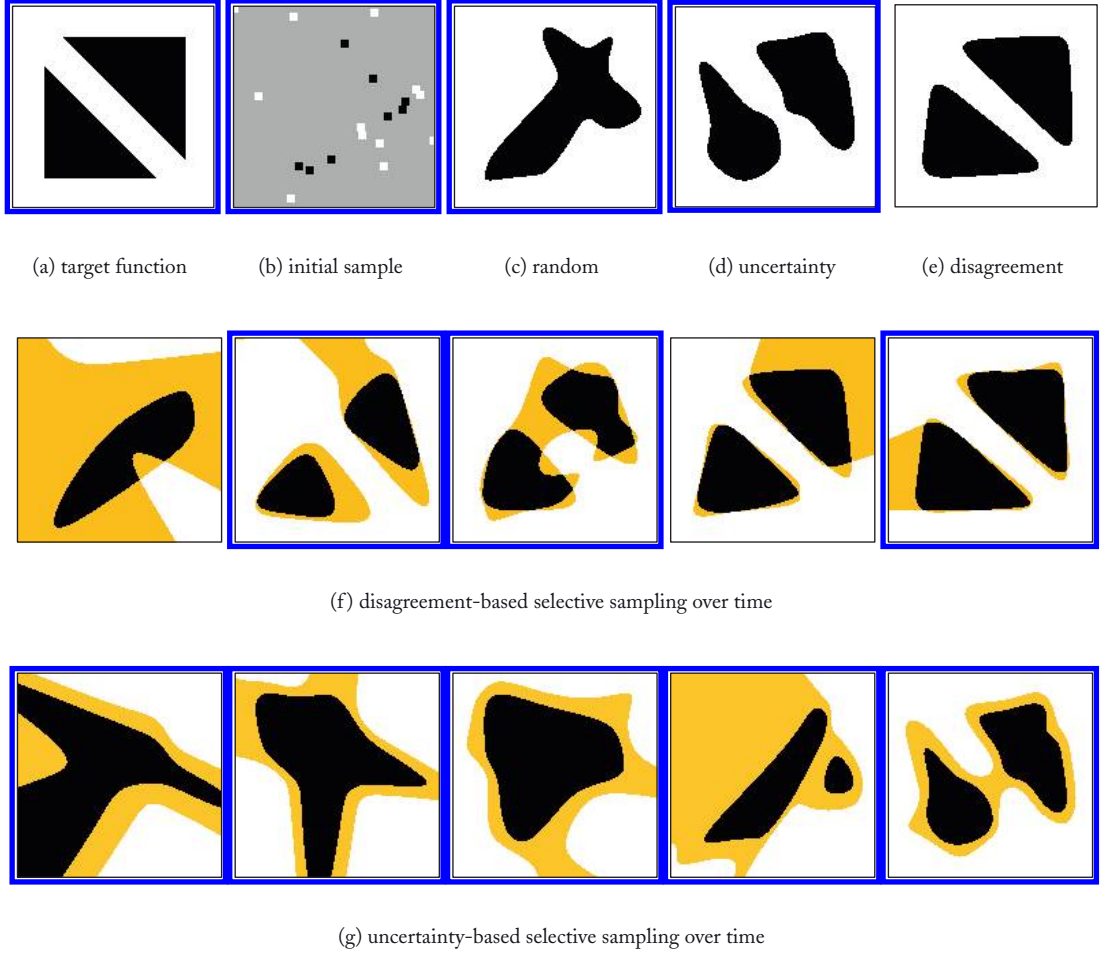 (a) target function
(b) initial sample
(c) random
(d) uncertainty
(e) disagreement
(f) disagreement-based selective sampling over time
(g) uncertainty-based selective sampling over time